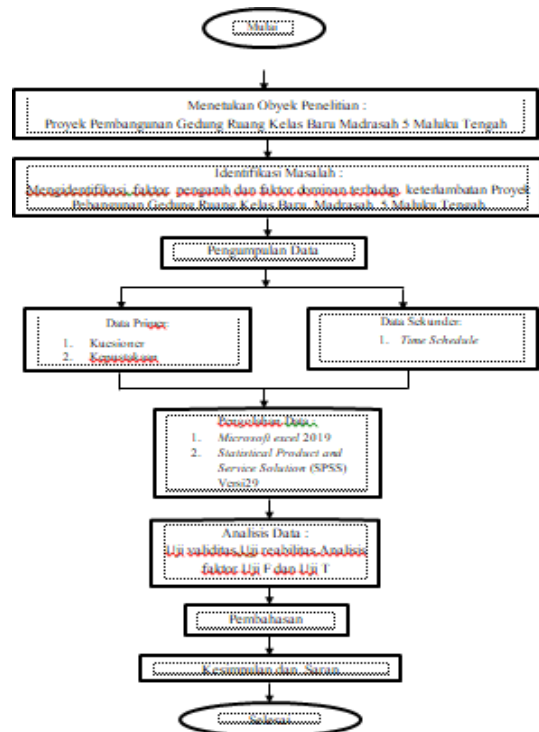 Mulai
Menetukan Obyek Penelitian :
Proyek Pembangunan Gedung Ruang Kelas Baru Madrasah 5 Maluku Tengah
Identifikasi Masalah :
Mengidentifikasi faktor pengaruh dan faktor dominan terhadap keterlambatan Proyek
Pebangunan Gedung Ruang Kelas Baru Madrasah 5 Maluku Tengah
Pengumpulan Data
Data Primer:
1. Kuesioner
2. Kepustakaan
Data Sekunder:
1. Time Schedule
Pengolahan Data :
1. Microsoft excel 2019
2. Statistical Product and
Service Solution (SPSS)
Versi29
Analisis Data :
Uji validitas,Uji reabilitas,Analisis
faktor Uji F dan Uji T
Pembahasan
Kesimpulan dan Saran
Selesai